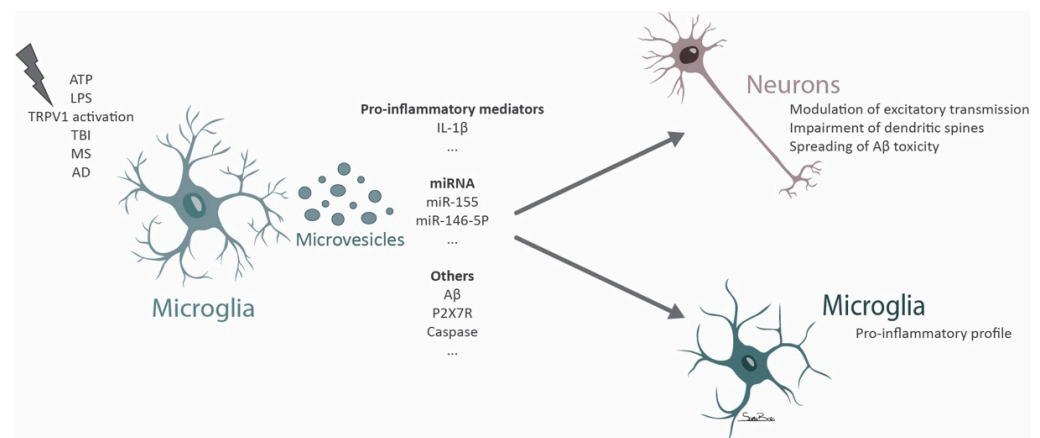 ATP
LPS
TRPV1 activation
TBI
MS
AD
Microglia
Microvesicles
Pro-inflammatory mediators
IL-1β
...
miRNA
miR-155
miR-146-5P
...
Others
Aβ
P2X7R
Caspase
...
Neurons
Modulation of excitatory transmission
Impairment of dendritic spines
Spreading of Aβ toxicity
Microglia
Pro-inflammatory profile